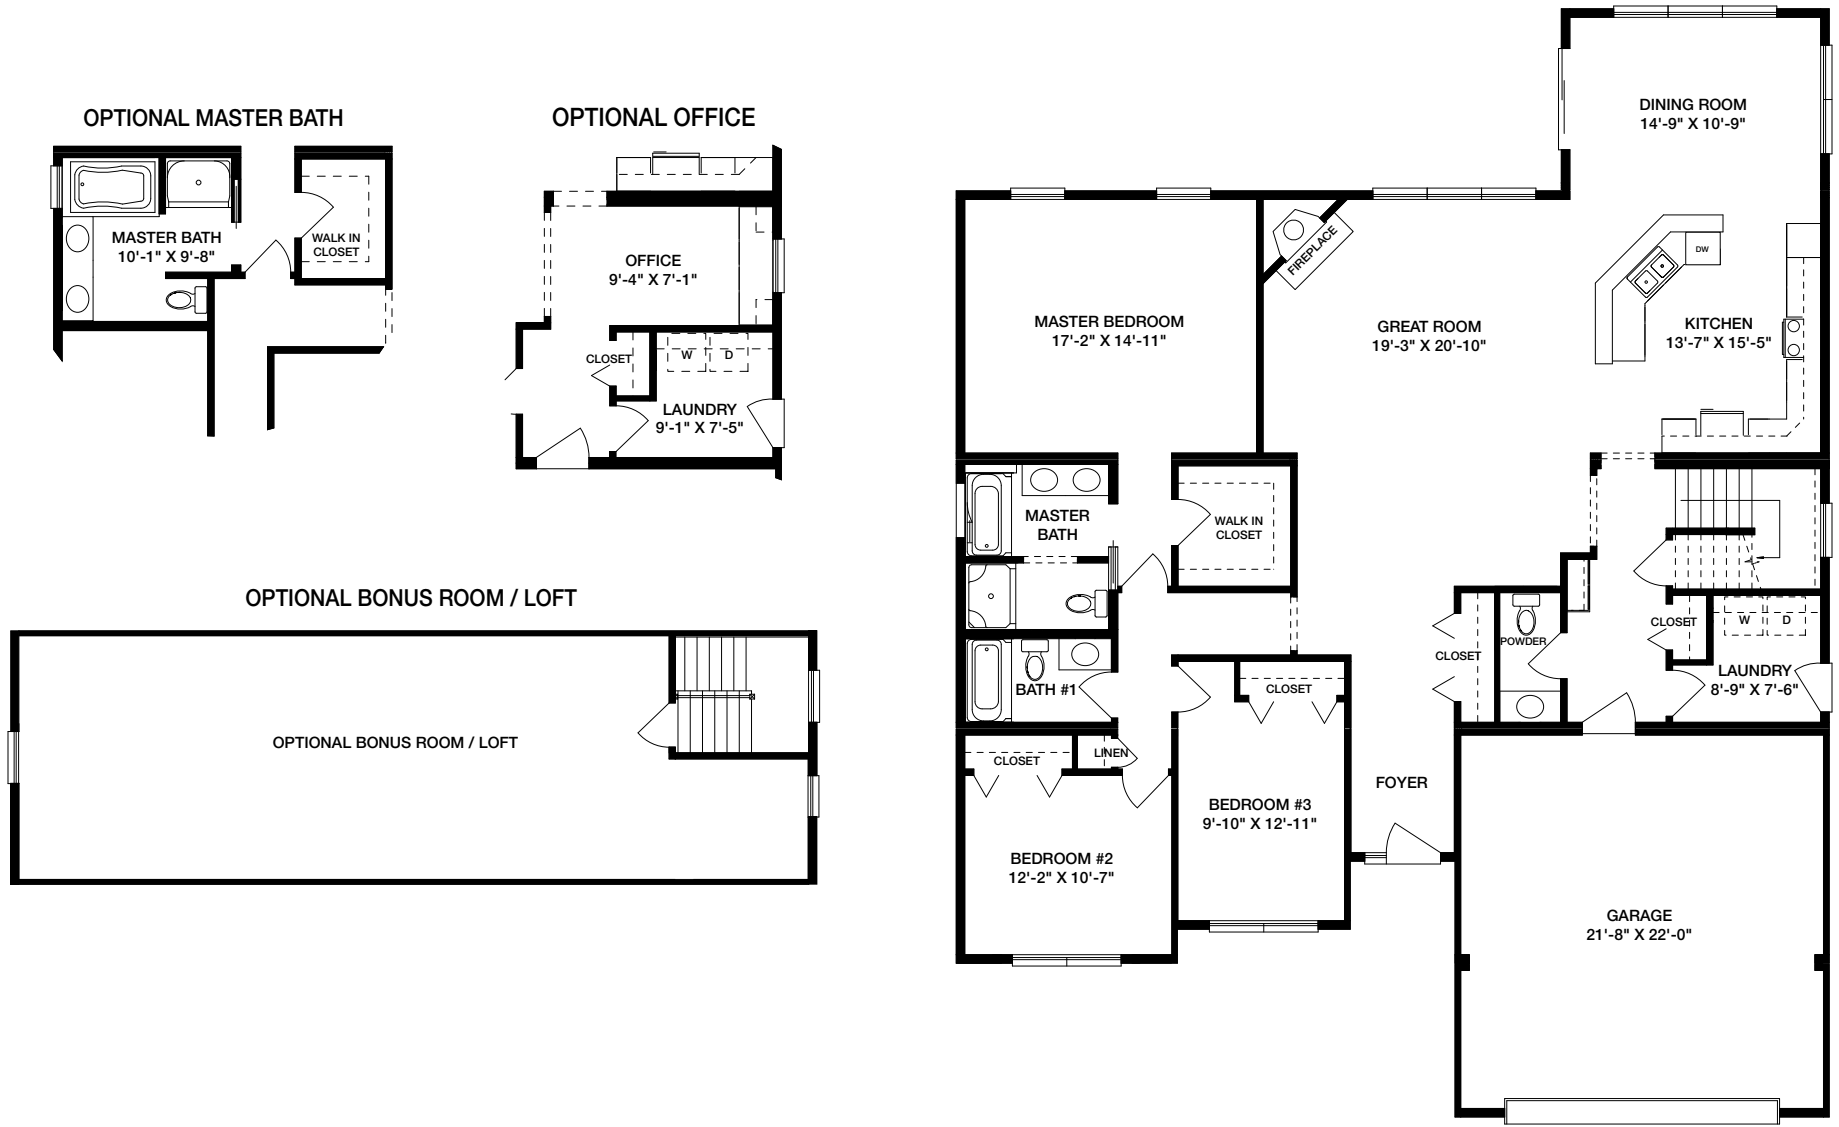 OPTIONAL MASTER BATH
MASTER BATH
10'-1" X 9'-8"
WALK IN
CLOSET
OPTIONAL OFFICE
OFFICE
9'-4" X 7'-1"
CLOSET
W
D
LAUNDRY
9'-1" X 7'-5"
OPTIONAL BONUS ROOM / LOFT
OPTIONAL BONUS ROOM / LOFT
DINING ROOM
14'-9" X 10'-9"
FIREPLACE
DW
MASTER BEDROOM
17'-2" X 14'-11"
GREAT ROOM
19'-3" X 20'-10"
KITCHEN
13'-7" X 15'-5"
MASTER
BATH
WALK IN
CLOSET
BATH #1
CLOSET
CLOSET
POWDER
CLOSET
W
D
LAUNDRY
8'-9" X 7'-6"
CLOSET
LINEN
FOYER
BEDROOM #3
9'-10" X 12'-11"
BEDROOM #2
12'-2" X 10'-7"
GARAGE
21'-8" X 22'-0"